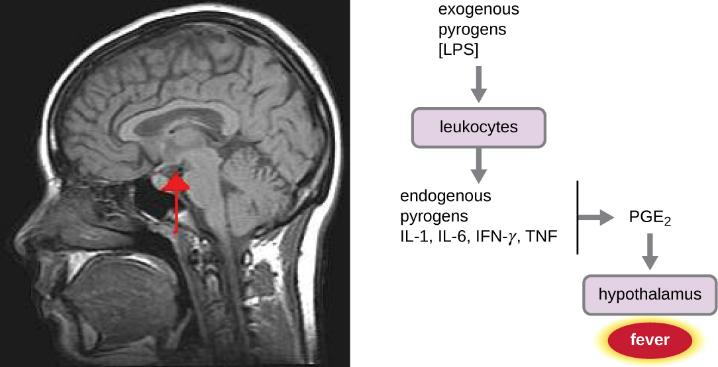 exogenous
pyrogens
[LPS]
leukocytes
endogenous
pyrogens
IL-1, IL-6, IFN-γ, TNF
PGE₂
hypothalamus
fever